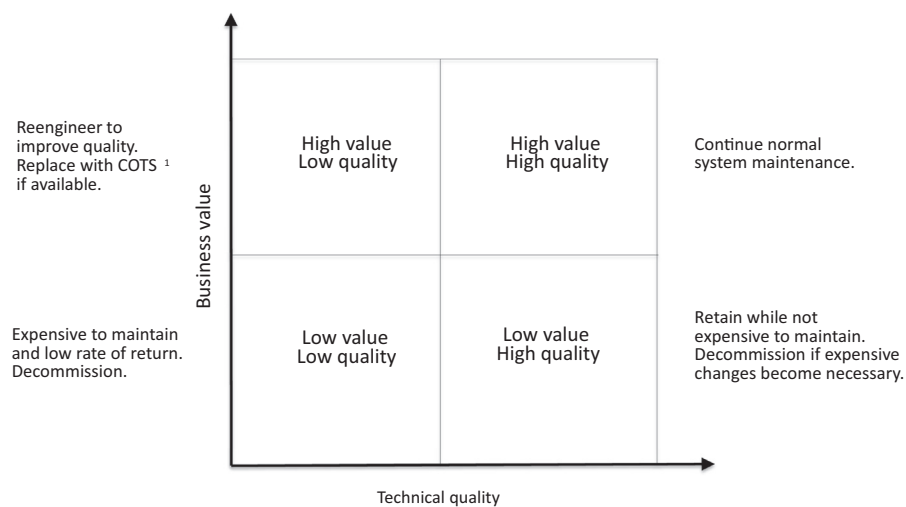 Reengineer to
improve quality.
Replace with COTS 1
if available.
High value
Low quality
High value
High quality
Continue normal
system maintenance.
Business value
Expensive to maintain
and low rate of return.
Decommission.
Low value
Low quality
Low value
High quality
Retain while not
expensive to maintain.
Decommission if expensive
changes become necessary.
Technical quality